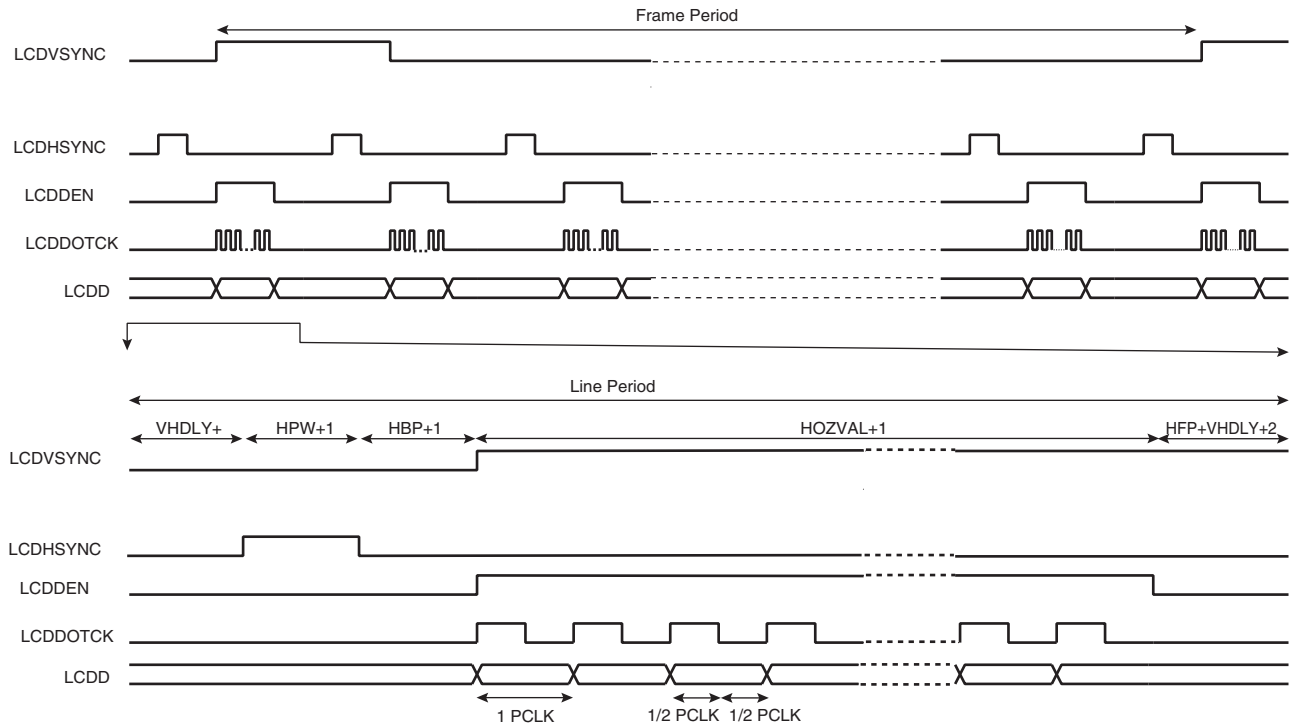 Frame Period
LCDVSYNC
LCDHSYNC
LCDDEN
LCDDOTCK
LCDD
Line Period
VHDLY+ HPW+1 HBP+1 HOZVAL+1 HFP+VHDLY+2
LCDVSYNC
LCDHSYNC
LCDDEN
LCDDOTCK
LCDD
1 PCLK 1/2 PCLK 1/2 PCLK